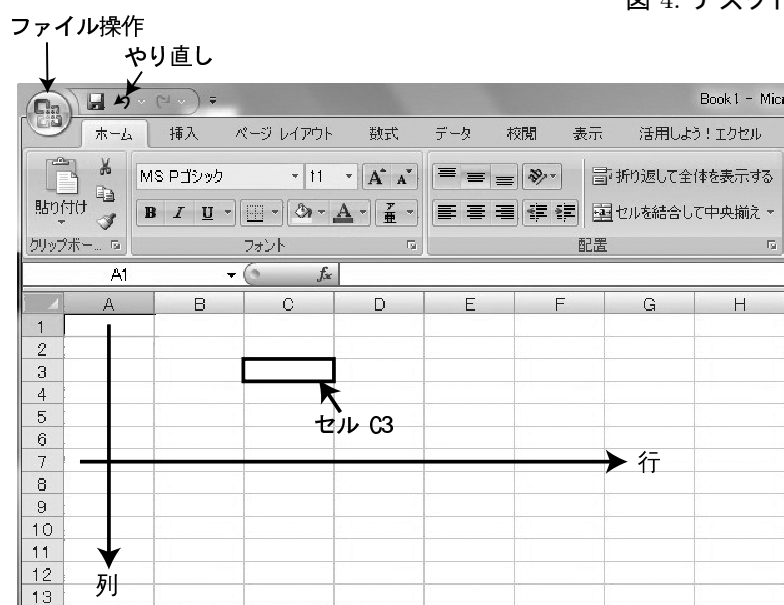 図 4. デスクト
ファイル操作
やり直し
Book1 - Micr
ホーム 挿入 ページ レイアウト 数式 データ 校閲 表示 活用しよう！エクセル
MS Pゴシック 11 A A 折り返して全体を表示する
貼り付け B I U A ア亜 セルを結合して中央揃え
クリップボー... フォント 配置
A1 fx
A B C D E F G H
1
2
3
4
セル C3
5
6
7 行
8
9
10
11
12
列
13